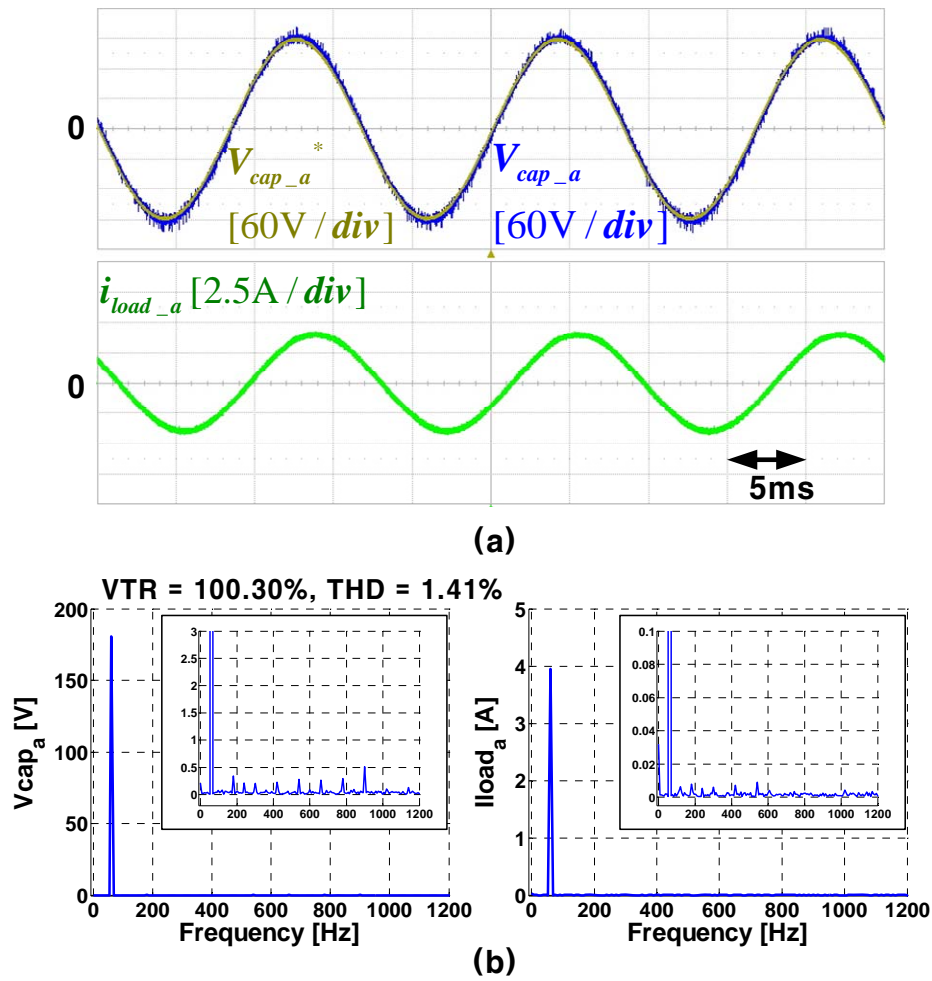 0
V_cap_a* V_cap_a
[60V / div] [60V / div]
i_load_a [2.5A / div]
0
5ms
(a)
VTR = 100.30%, THD = 1.41%
200
150
100
50
0
Vcap_a [V]
3
2.5
2
1.5
1
0.5
0
0 200 400 600 800 1000 1200
0 200 400 600 800 1000 1200
Frequency [Hz]
5
4
3
2
1
0
Iload_a [A]
0.1
0.08
0.06
0.04
0.02
0
0 200 400 600 800 1000 1200
0 200 400 600 800 1000 1200
Frequency [Hz]
(b)